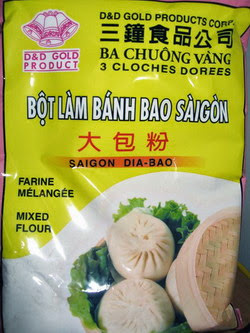 D&D GOLD PRODUCTS CORP.
三鐘食品公司
BA CHUÔNG VÀNG
3 CLOCHES DOREES
D&D GOLD
PRODUCT
BỘT LÀM BÁNH BAO SÀIGÒN
大包粉
SAIGON DIA-BAO
FARINE
MÉLANGÉE
MIXED
FLOUR